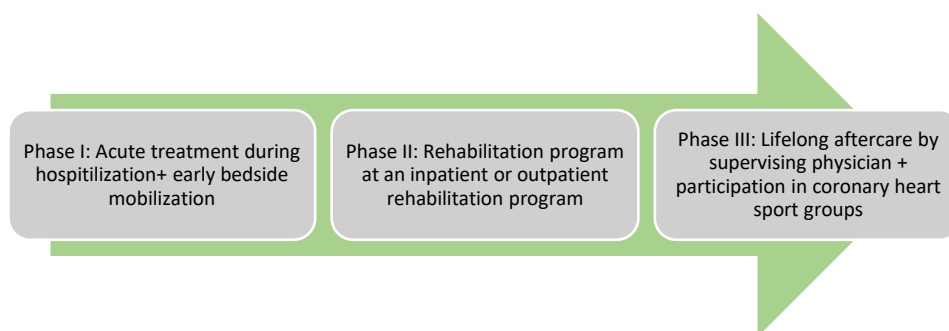 Phase I: Acute treatment during
hospitilization+ early bedside
mobilization
Phase II: Rehabilitation program
at an inpatient or outpatient
rehabilitation program
Phase III: Lifelong aftercare by
supervising physician +
participation in coronary heart
sport groups